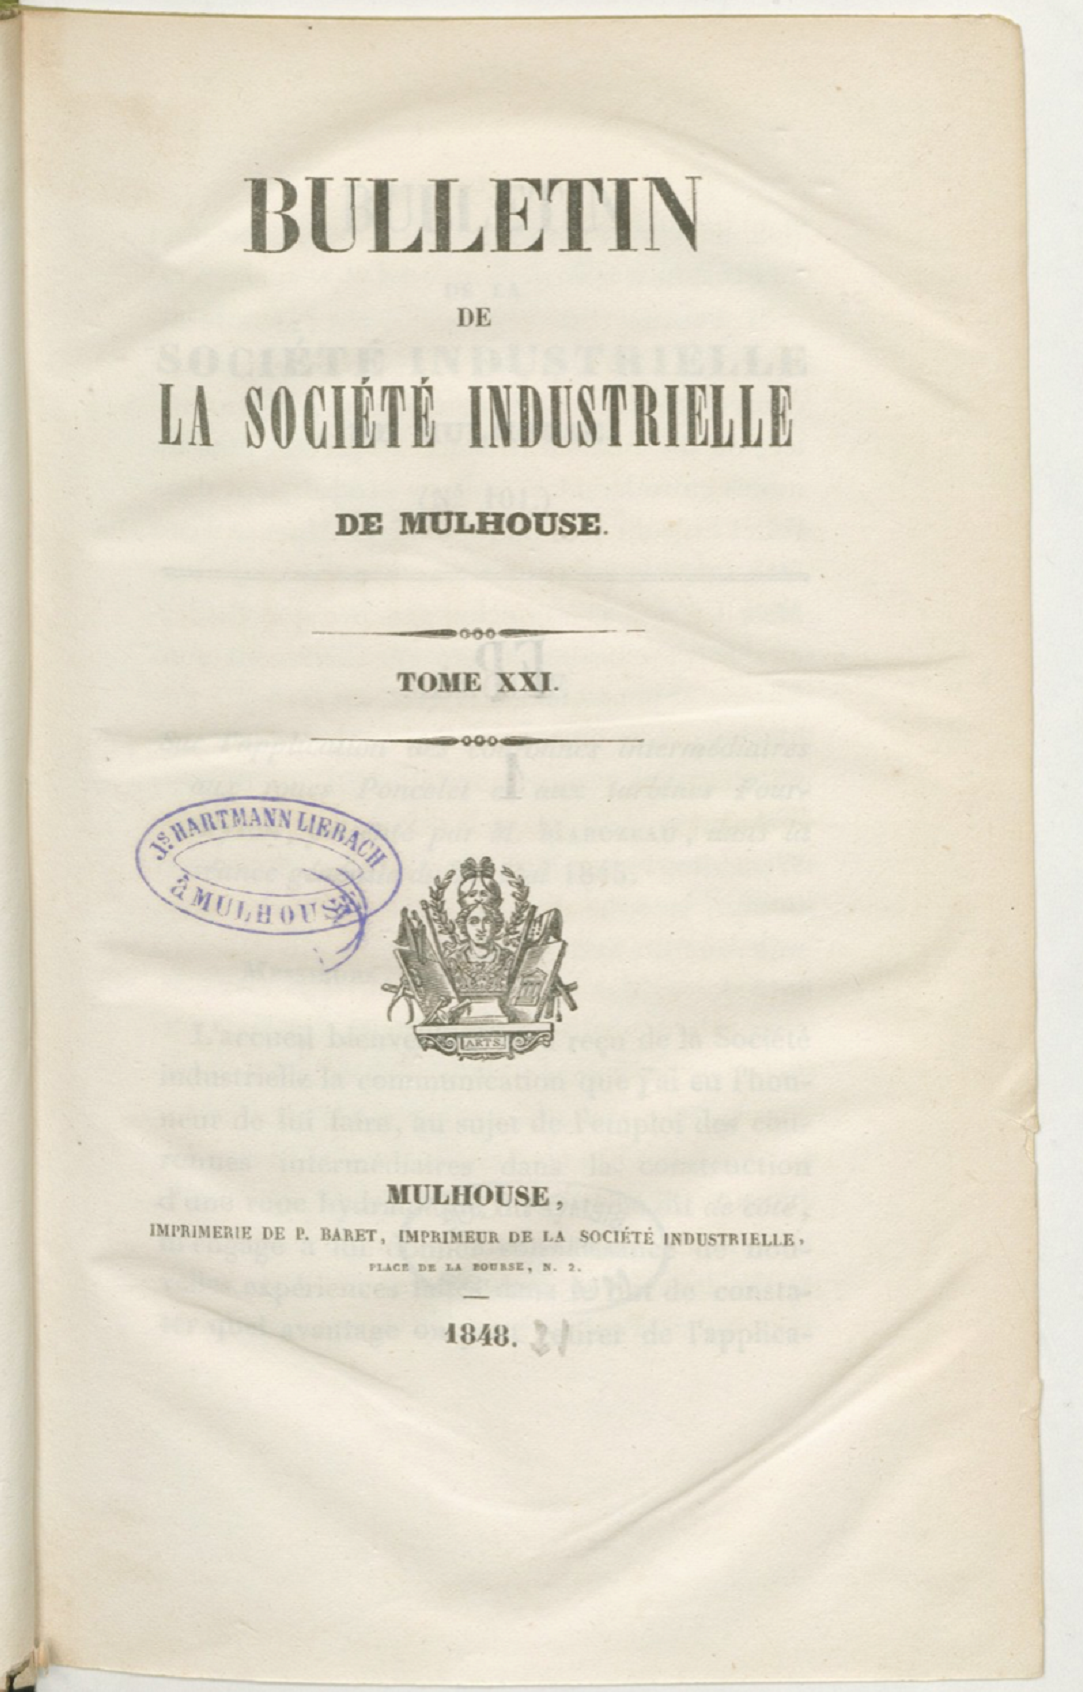 BULLETIN
DE
LA SOCIÉTÉ INDUSTRIELLE
DE MULHOUSE.
TOME XXI.
JS HARTMANN LIEBACH
à MULHOUSE
ARTS.
MULHOUSE,
IMPRIMERIE DE P. BARET, IMPRIMEUR DE LA SOCIÉTÉ INDUSTRIELLE,
PLACE DE LA BOURSE, N. 2.
1848.